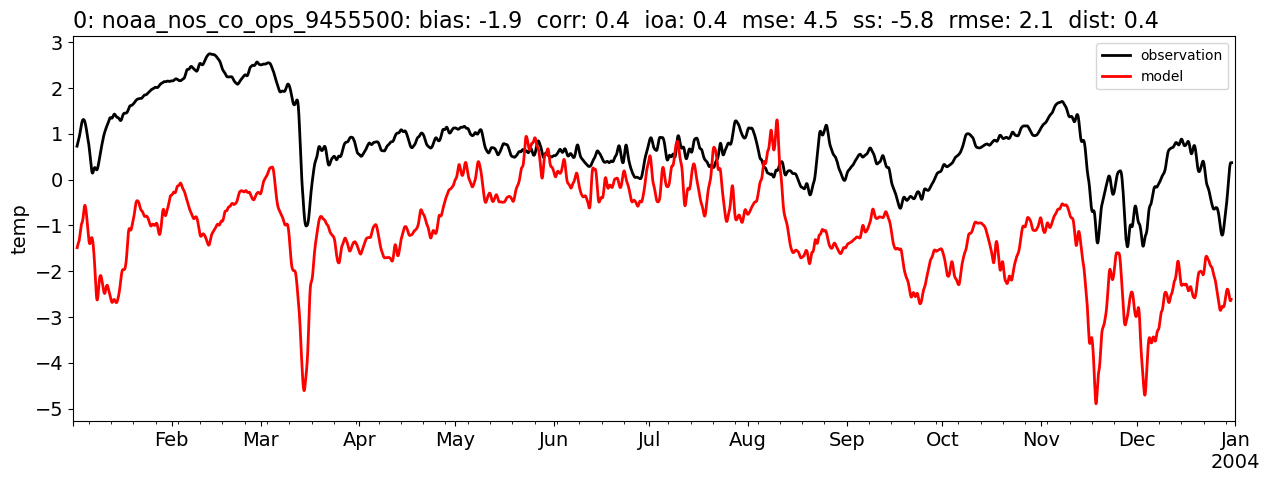 0: noaa_nos_co_ops_9455500: bias: -1.9  corr: 0.4  ioa: 0.4  mse: 4.5  ss: -5.8  rmse: 2.1  dist: 0.4
observation
model
3
2
1
0
−1
−2
−3
−4
−5
temp
Feb Mar Apr May Jun Jul Aug Sep Oct Nov Dec Jan
2004